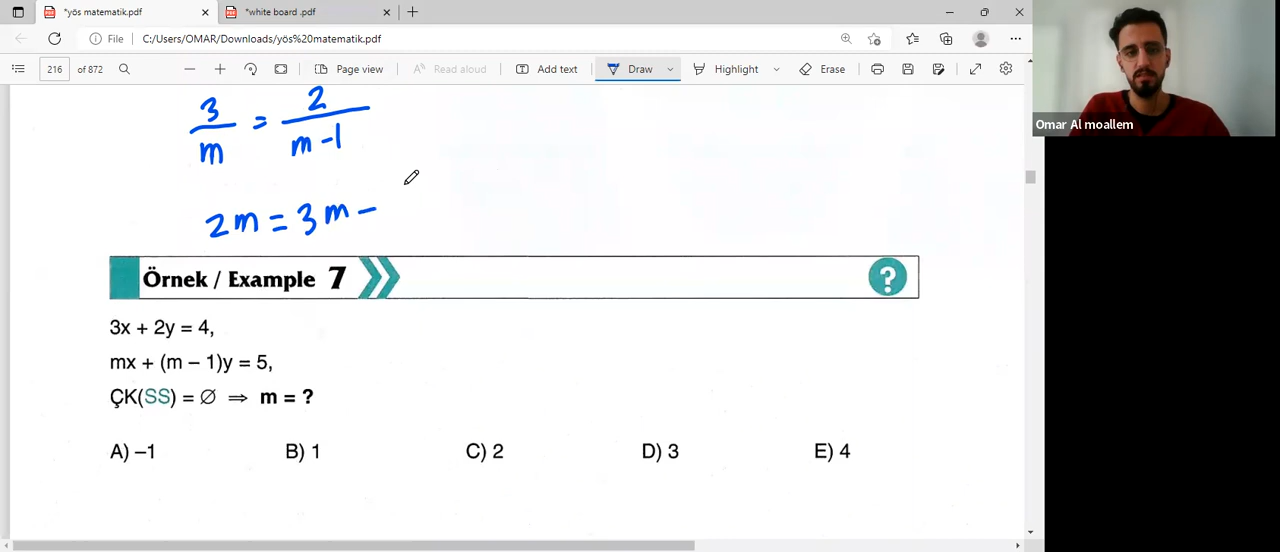 *yös matematik.pdf
*white board .pdf
File
C:/Users/OMAR/Downloads/yös%20matematik.pdf
216 of 872
Page view
Read aloud
Add text
Draw
Highlight
Erase
3/m = 2/(m-1)
2m = 3m -
Omar Al moallem
Örnek / Example 7
?
3x + 2y = 4,
mx + (m – 1)y = 5,
ÇK(SS) = ∅ ⇒ m = ?
A) –1 B) 1 C) 2 D) 3 E) 4